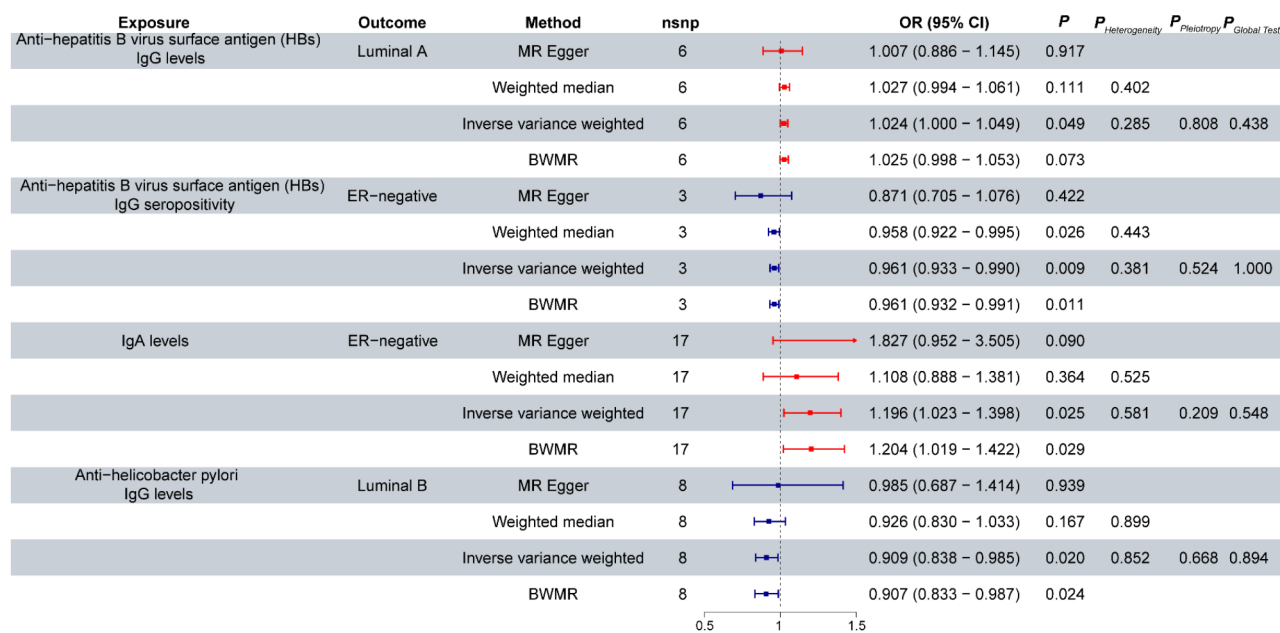 Exposure Outcome Method nsnp OR (95% CI) P P Heterogeneity P Pleiotropy P Global Test
Anti−hepatitis B virus surface antigen (HBs)
IgG levels Luminal A MR Egger 6 1.007 (0.886 − 1.145) 0.917
Weighted median 6 1.027 (0.994 − 1.061) 0.111 0.402
Inverse variance weighted 6 1.024 (1.000 − 1.049) 0.049 0.285 0.808 0.438
BWMR 6 1.025 (0.998 − 1.053) 0.073
Anti−hepatitis B virus surface antigen (HBs)
IgG seropositivity ER−negative MR Egger 3 0.871 (0.705 − 1.076) 0.422
Weighted median 3 0.958 (0.922 − 0.995) 0.026 0.443
Inverse variance weighted 3 0.961 (0.933 − 0.990) 0.009 0.381 0.524 1.000
BWMR 3 0.961 (0.932 − 0.991) 0.011
IgA levels ER−negative MR Egger 17 1.827 (0.952 − 3.505) 0.090
Weighted median 17 1.108 (0.888 − 1.381) 0.364 0.525
Inverse variance weighted 17 1.196 (1.023 − 1.398) 0.025 0.581 0.209 0.548
BWMR 17 1.204 (1.019 − 1.422) 0.029
Anti−helicobacter pylori
IgG levels Luminal B MR Egger 8 0.985 (0.687 − 1.414) 0.939
Weighted median 8 0.926 (0.830 − 1.033) 0.167 0.899
Inverse variance weighted 8 0.909 (0.838 − 0.985) 0.020 0.852 0.668 0.894
BWMR 8 0.907 (0.833 − 0.987) 0.024
0.5 1 1.5